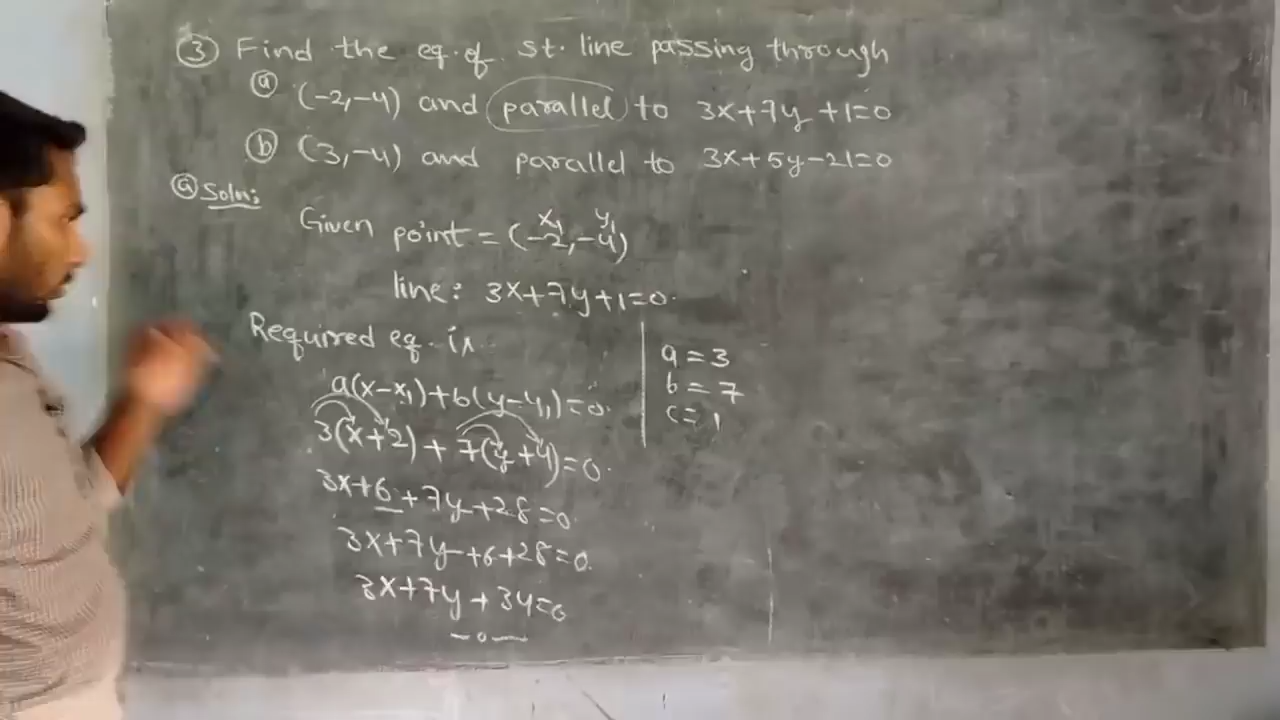 ③ Find the eq. of st. line passing through
ⓐ (-2,-4) and parallel to 3x+7y+1=0
ⓑ (3,-4) and parallel to 3x+5y-21=0
ⓐ Soln:
x₁ y₁
Given point = (-2,-4)
line: 3x+7y+1=0.
Required eq. is
a(x-x₁)+b(y-y₁)=0.
3(x+2)+7(y+4)=0.
3x+6+7y+28=0.
3x+7y+6+28=0.
3x+7y+34=0
a=3
b=7
c=1